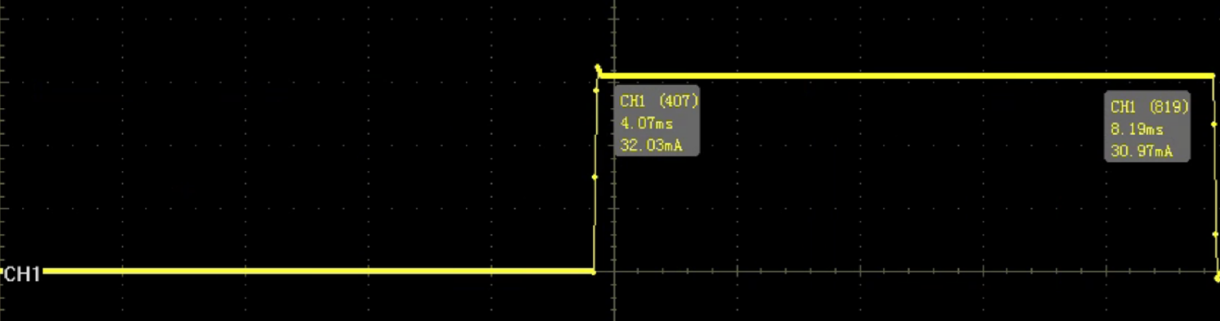 CH1 (407)
4.07ms
32.03mA
CH1 (819)
8.19ms
30.97mA
CH1